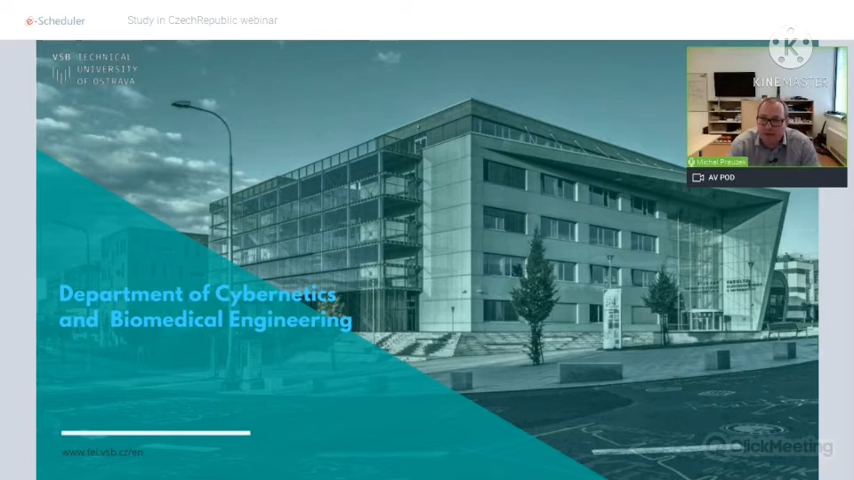 e-Scheduler
Study in CzechRepublic webinar
VSB TECHNICAL
UNIVERSITY
OF OSTRAVA
K
KINEMASTER
Michal Prauzek
AV POD
Department of Cybernetics
and Biomedical Engineering
www.fei.vsb.cz/en
ClickMeeting